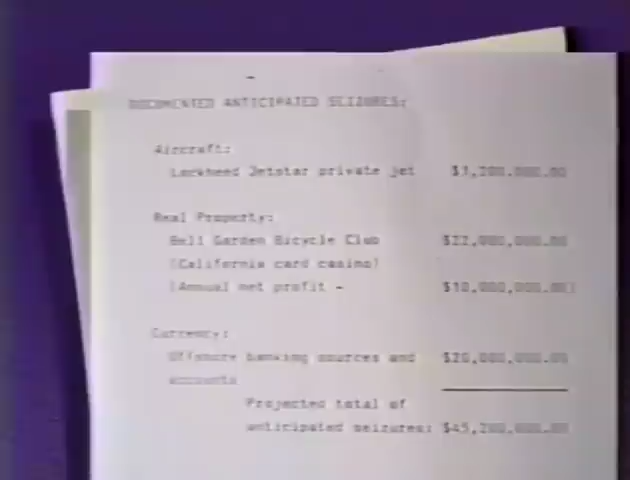 DOCUMENTED ANTICIPATED SEIZURES:
Aircraft:
Lockheed Jetstar private jet $3,200,000.00
Real Property:
Bell Garden Bicycle Club $22,000,000.00
(California card casino)
(Annual net profit - $10,000,000.00)
Currency:
Offshore banking sources and $20,000,000.00
accounts
Projected total of
anticipated seizures: $45,200,000.00